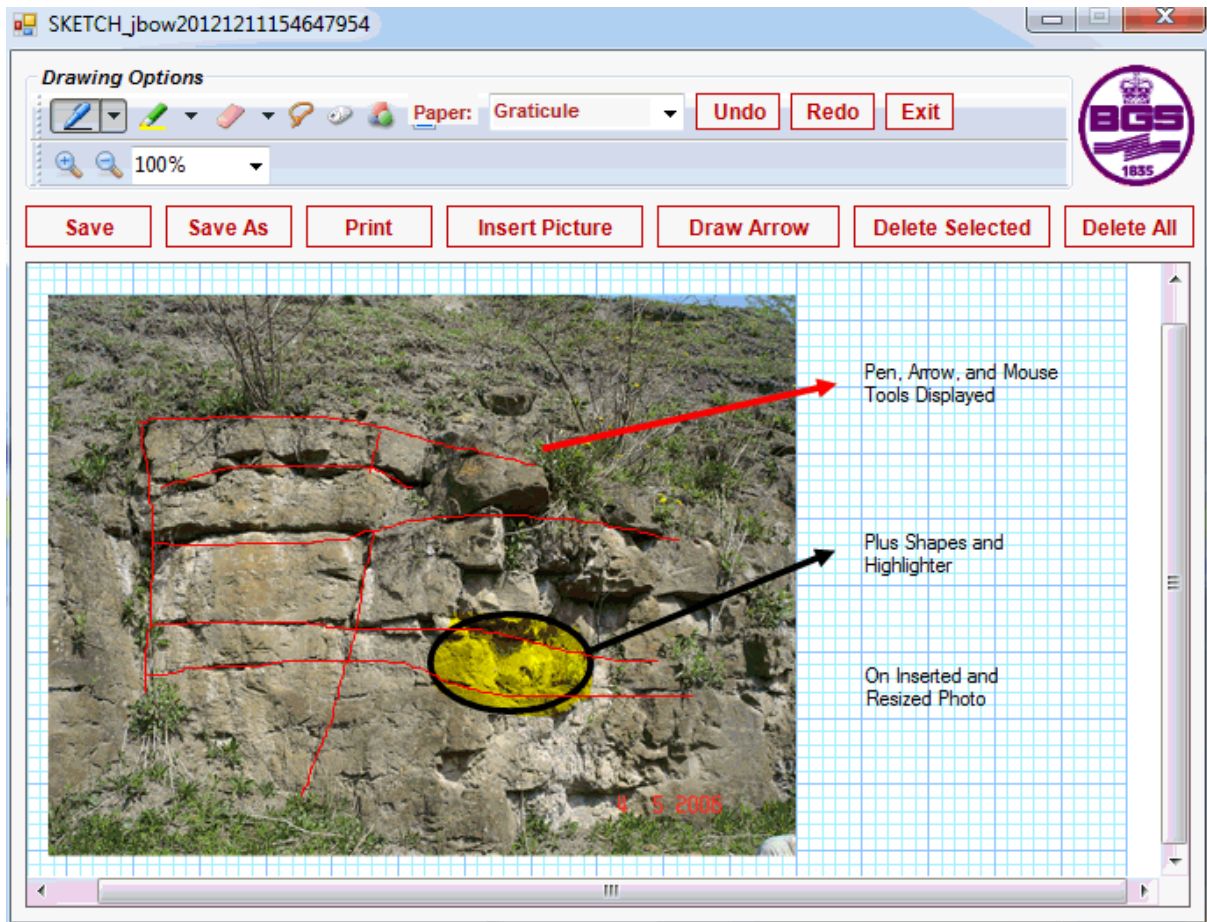 SKETCH_jbow20121211154647954
Drawing Options
Paper: Graticule Undo Redo Exit
100%
BGS
1835
Save Save As Print Insert Picture Draw Arrow Delete Selected Delete All
Pen, Arrow, and Mouse
Tools Displayed
Plus Shapes and
Highlighter
On Inserted and
Resized Photo
4 5 2006